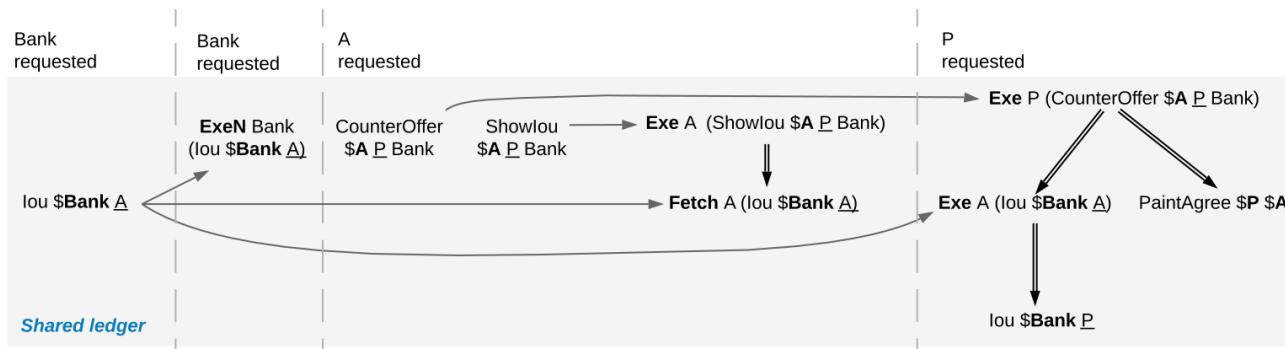 Bank
requested
Bank
requested
A
requested
P
requested
Exe P (CounterOffer $A P Bank)
ExeN Bank
(Iou $Bank A)
CounterOffer
$A P Bank
ShowIou
$A P Bank
Exe A (ShowIou $A P Bank)
Iou $Bank A
Fetch A (Iou $Bank A)
Exe A (Iou $Bank A)
PaintAgree $P $A
Iou $Bank P
Shared ledger